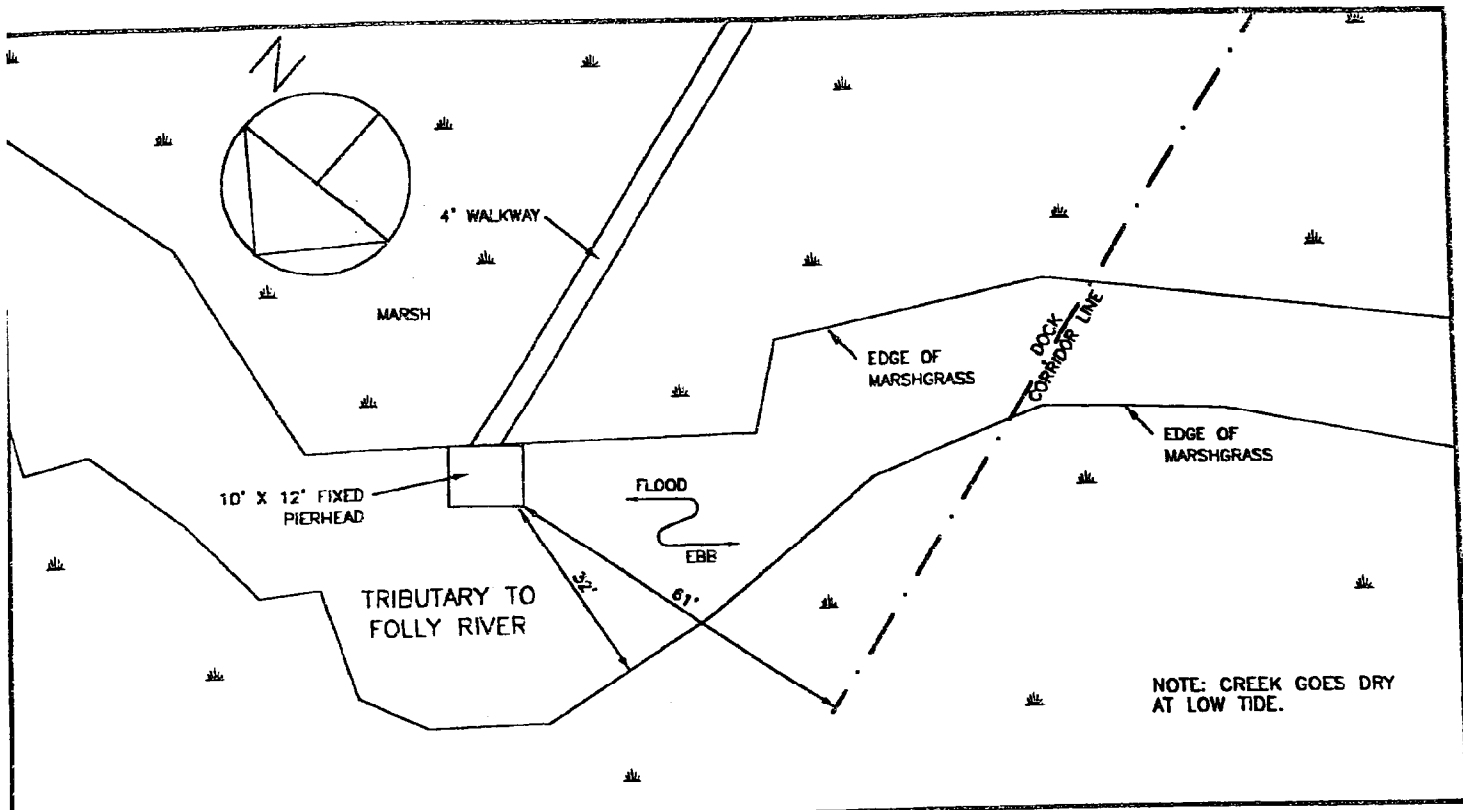 N
4' WALKWAY
MARSH
EDGE OF
MARSHGRASS
DOCK
CORRIDOR LINE
EDGE OF
MARSHGRASS
10' X 12' FIXED
PIERHEAD
FLOOD
EBB
32'
61'
TRIBUTARY TO
FOLLY RIVER
NOTE: CREEK GOES DRY
AT LOW TIDE.